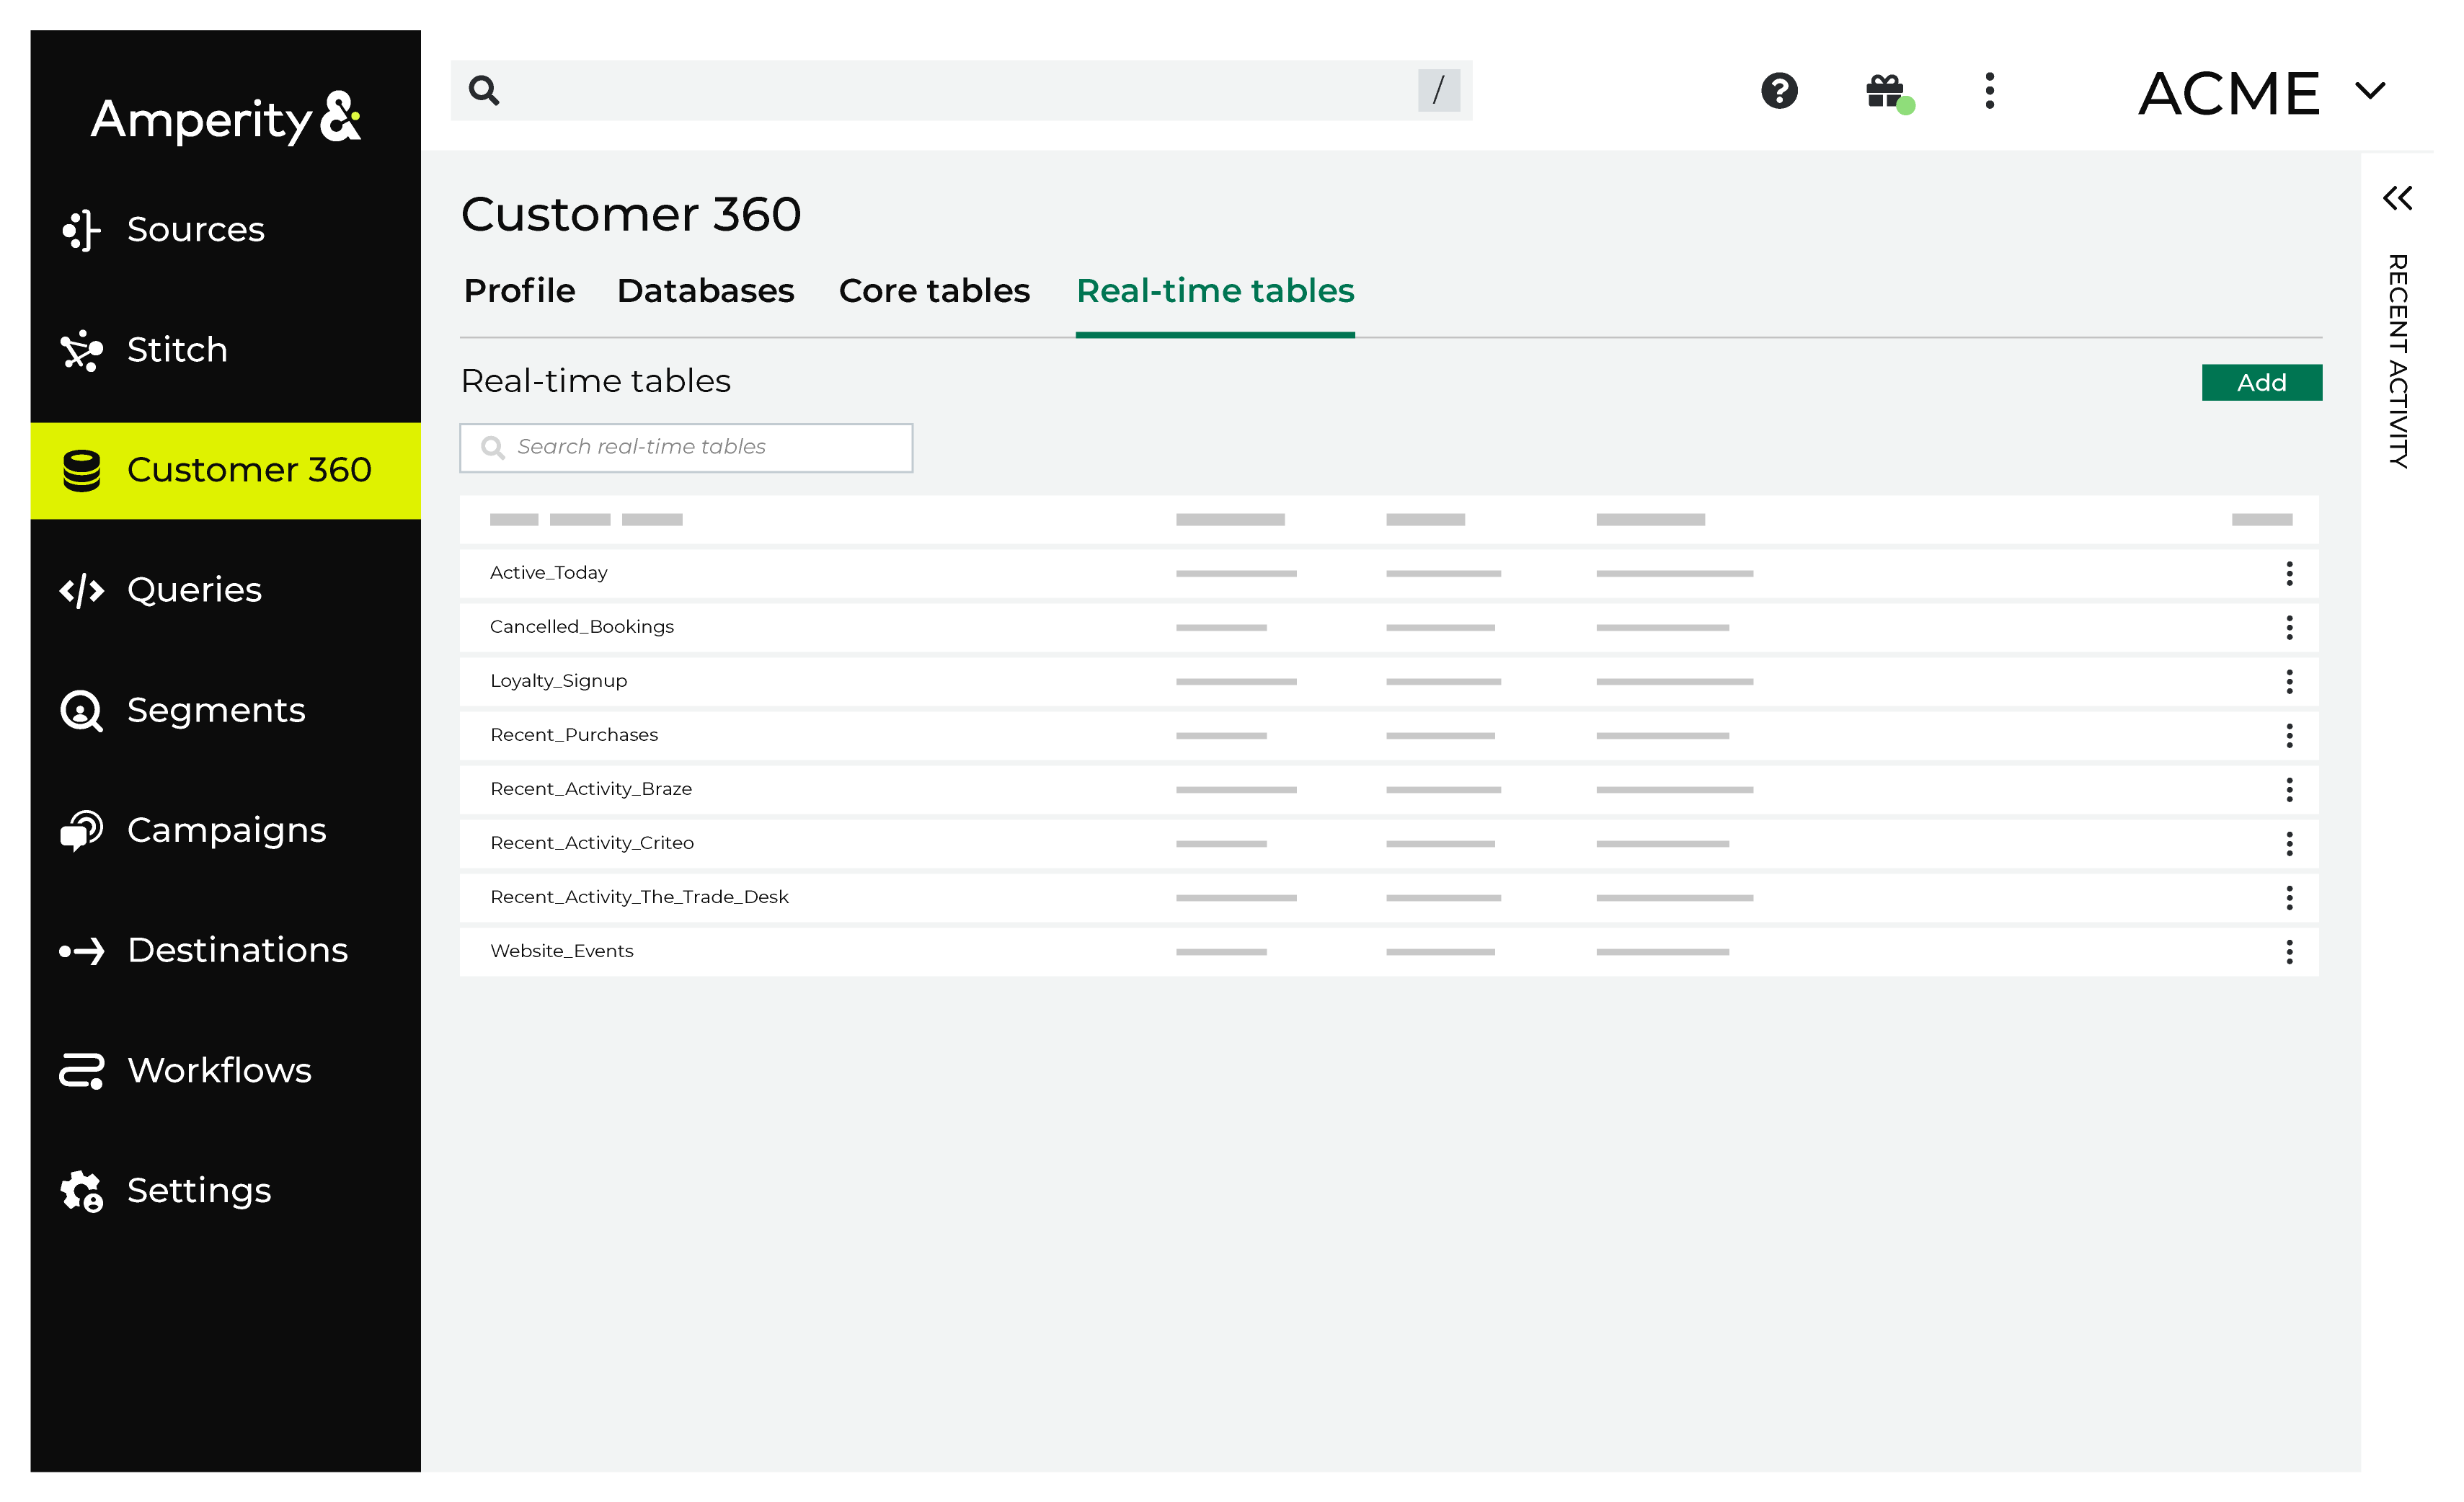 Amperity&
/
ACME
Sources
Stitch
Customer 360
Queries
Segments
Campaigns
Destinations
Workflows
Settings
Customer 360
Profile Databases Core tables Real-time tables
Real-time tables
Add
Search real-time tables
Active_Today
Cancelled_Bookings
Loyalty_Signup
Recent_Purchases
Recent_Activity_Braze
Recent_Activity_Criteo
Recent_Activity_The_Trade_Desk
Website_Events
RECENT ACTIVITY